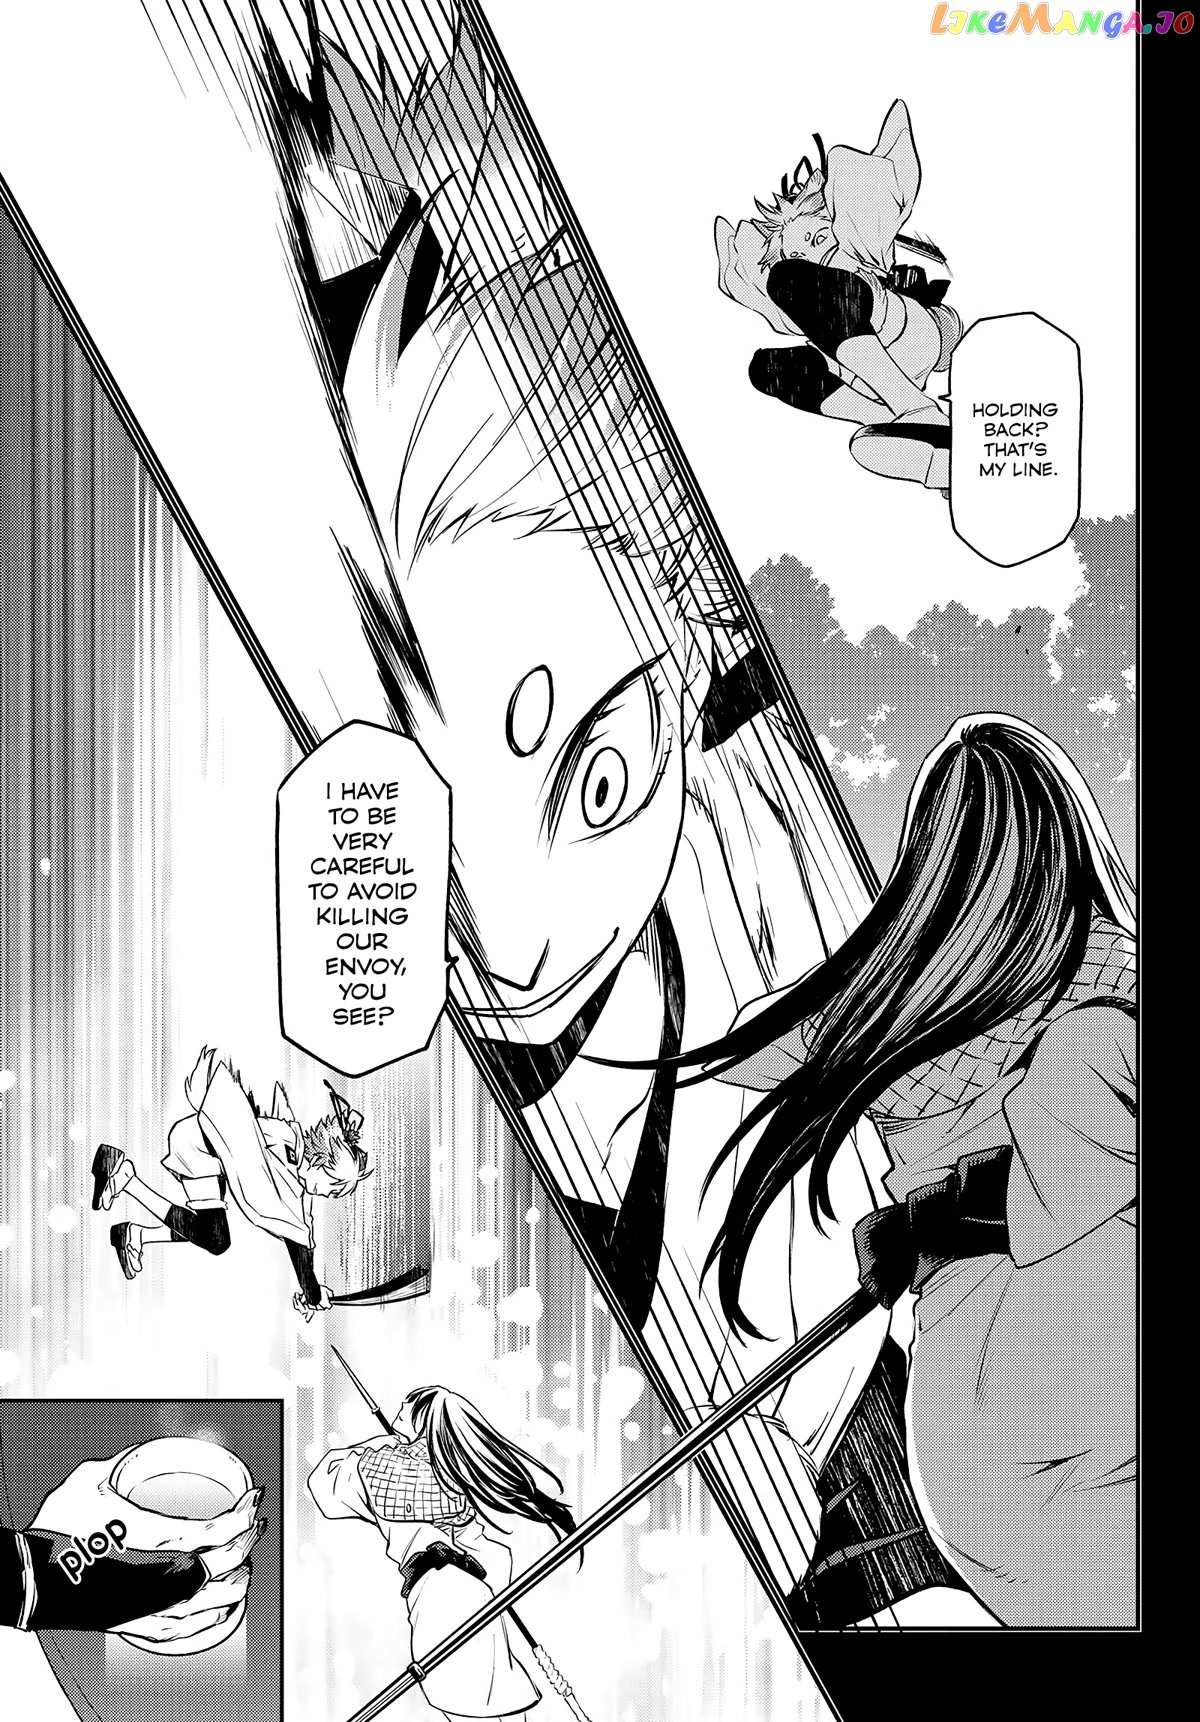 LIKEMANGA.IO
HOLDING
BACK?
THAT'S
MY LINE.
I HAVE
TO BE
VERY
CAREFUL
TO AVOID
KILLING
OUR
ENVOY,
YOU
SEE?
plop